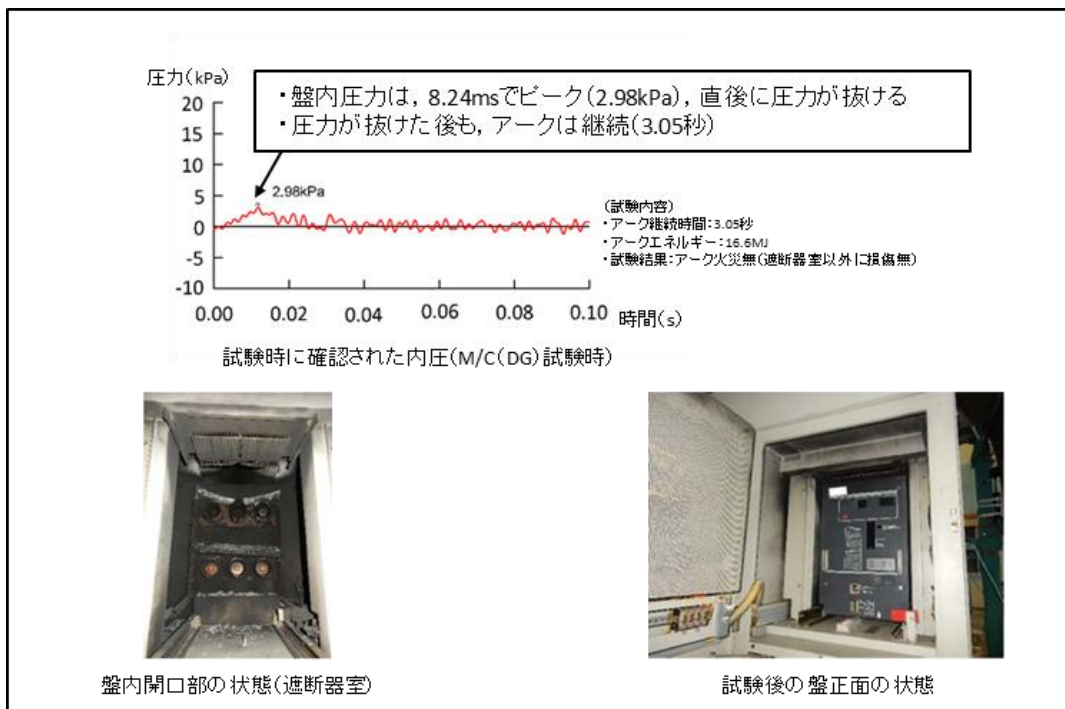 圧力(kPa)
・盤内圧力は，8.24msでピーク(2.98kPa)，直後に圧力が抜ける
・圧力が抜けた後も，アークは継続(3.05秒)
20
15
10
5
0
-5
-10
2.98kPa
(試験内容)
・アーク継続時間：3.05秒
・アークエネルギー：16.6MJ
・試験結果：アーク火災無(遮断器室以外に損傷無)
0.00 0.02 0.04 0.06 0.08 0.10 時間(s)
試験時に確認された内圧(M/C(DG)試験時)
盤内開口部の状態(遮断器室)
試験後の盤正面の状態